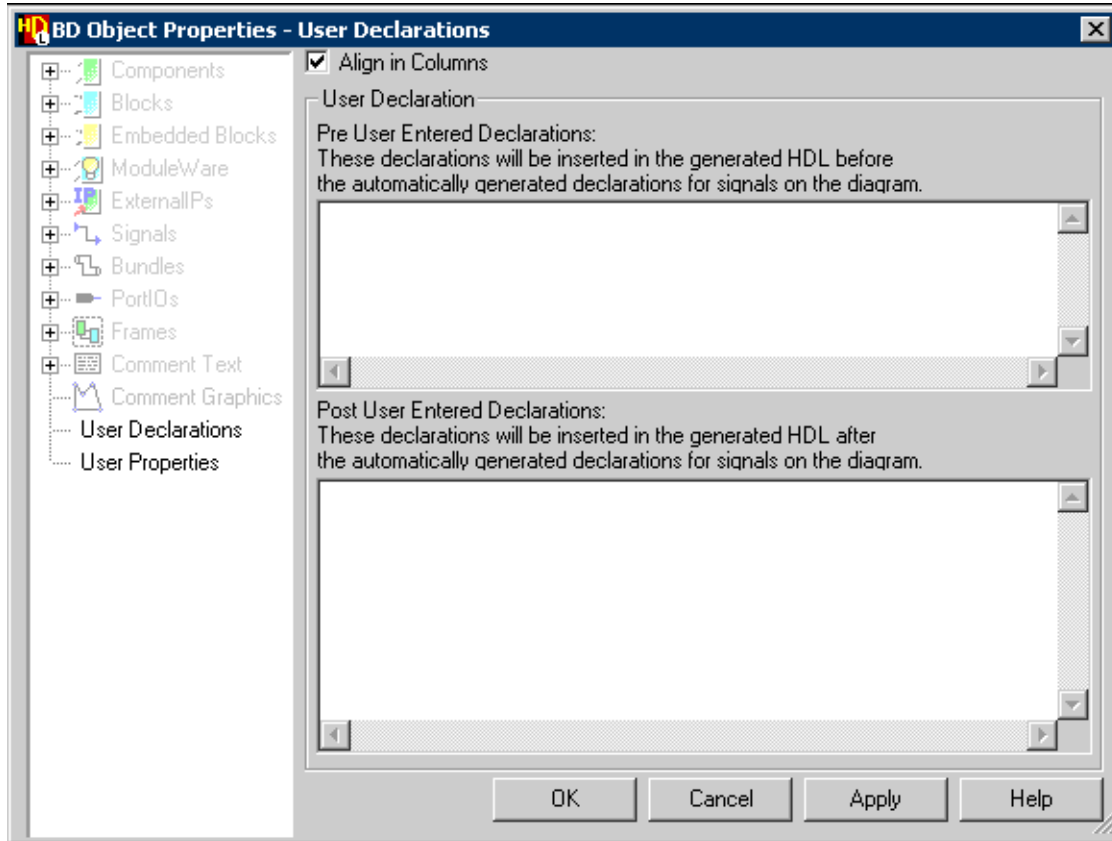 BD Object Properties - User Declarations
Components
Blocks
Embedded Blocks
ModuleWare
ExternalIPs
Signals
Bundles
PortIOs
Frames
Comment Text
Comment Graphics
User Declarations
User Properties
Align in Columns
User Declaration
Pre User Entered Declarations:
These declarations will be inserted in the generated HDL before
the automatically generated declarations for signals on the diagram.
Post User Entered Declarations:
These declarations will be inserted in the generated HDL after
the automatically generated declarations for signals on the diagram.
OK Cancel Apply Help